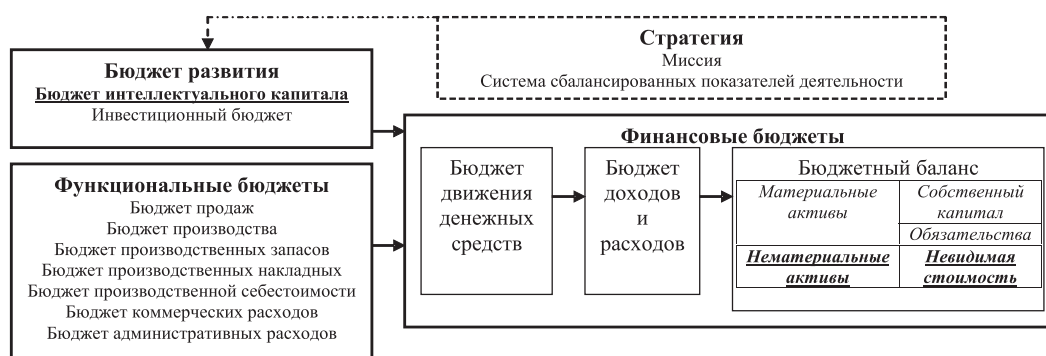 Стратегия
Миссия
Система сбалансированных показателей деятельности
Бюджет развития
Бюджет интеллектуального капитала
Инвестиционный бюджет
Функциональные бюджеты
Бюджет продаж
Бюджет производства
Бюджет производственных запасов
Бюджет производственных накладных
Бюджет производственной себестоимости
Бюджет коммерческих расходов
Бюджет административных расходов
Финансовые бюджеты
Бюджет
движения
денежных
средств
Бюджет
доходов
и
расходов
Бюджетный баланс
Материальные
активы
Собственный
капитал
Обязательства
Нематериальные
активы
Невидимая
стоимость